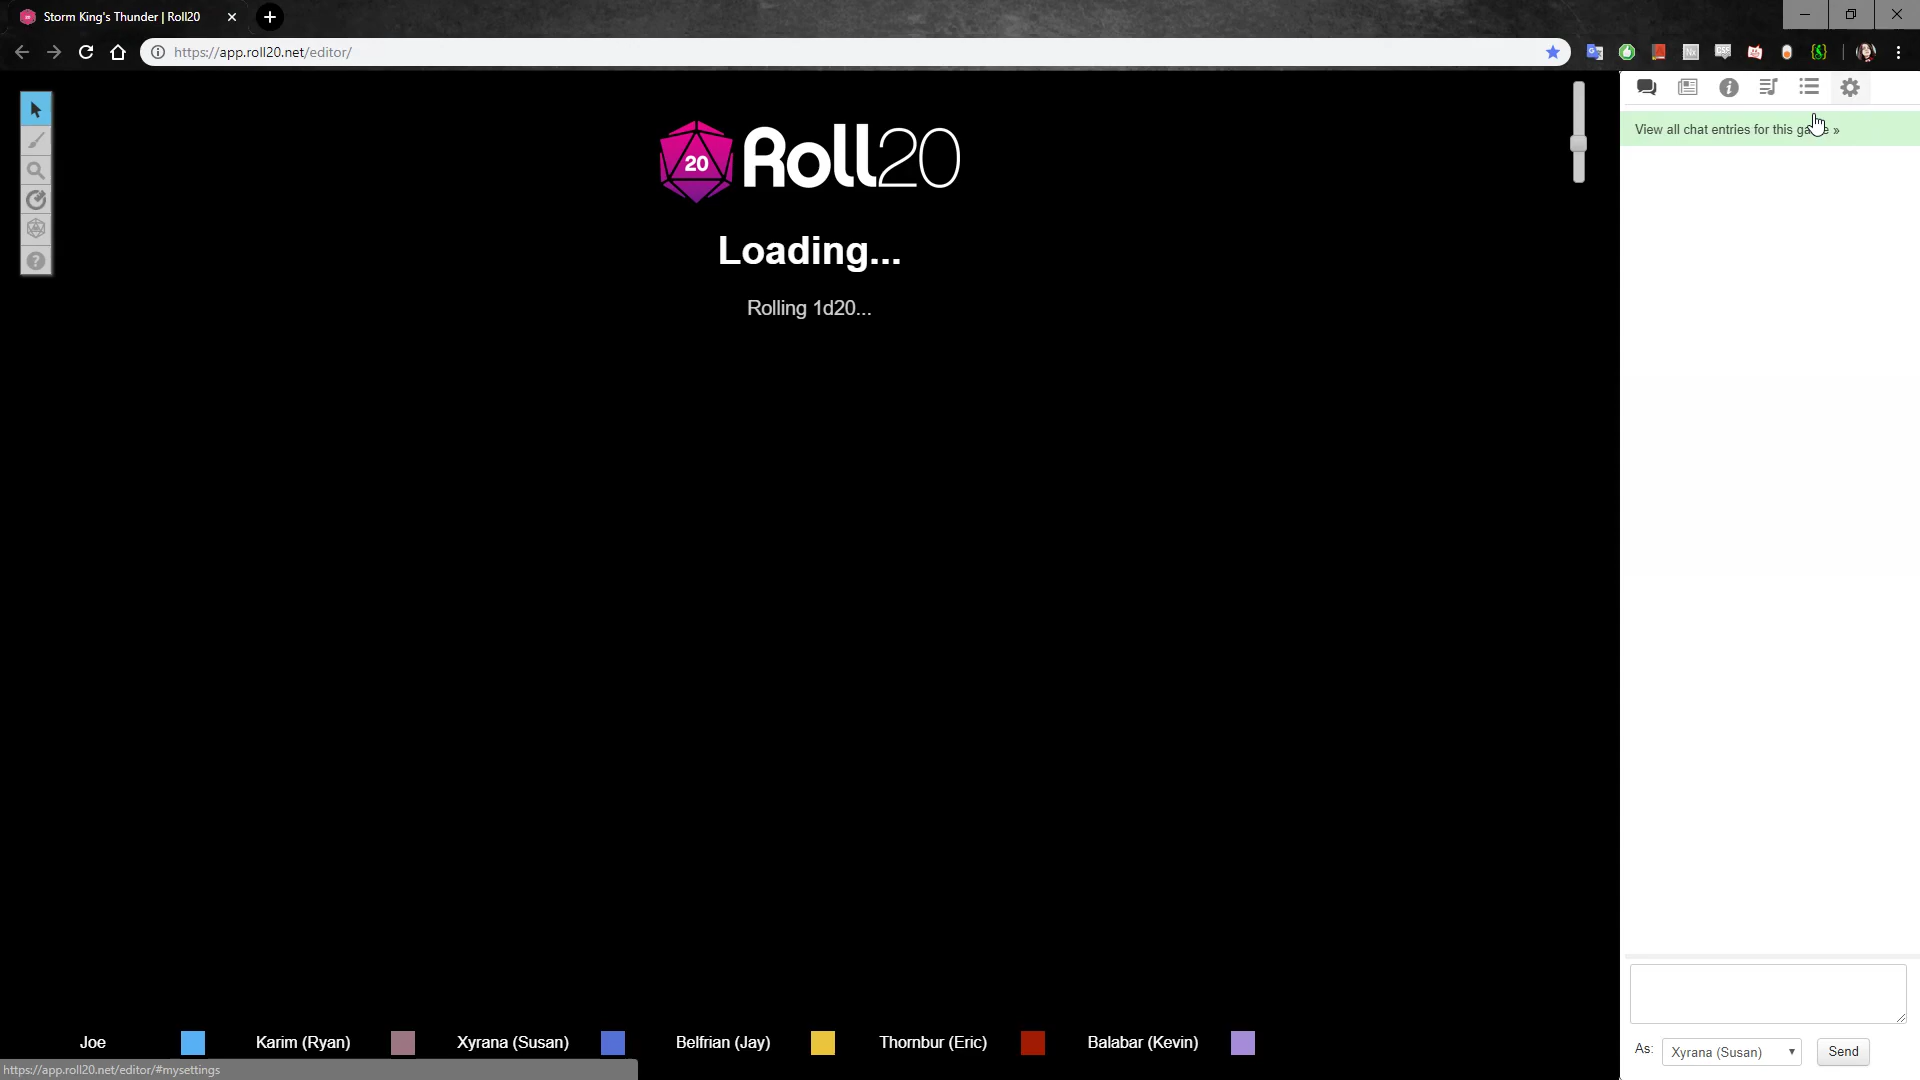 Storm King's Thunder | Roll20
https://app.roll20.net/editor/
View all chat entries for this ga e »
20 Roll20
Loading...
Rolling 1d20...
Joe
Karim (Ryan)
Xyrana (Susan)
Belfrian (Jay)
Thornbur (Eric)
Balabar (Kevin)
As:
Xyrana (Susan)
Send
https://app.roll20.net/editor/#mysettings